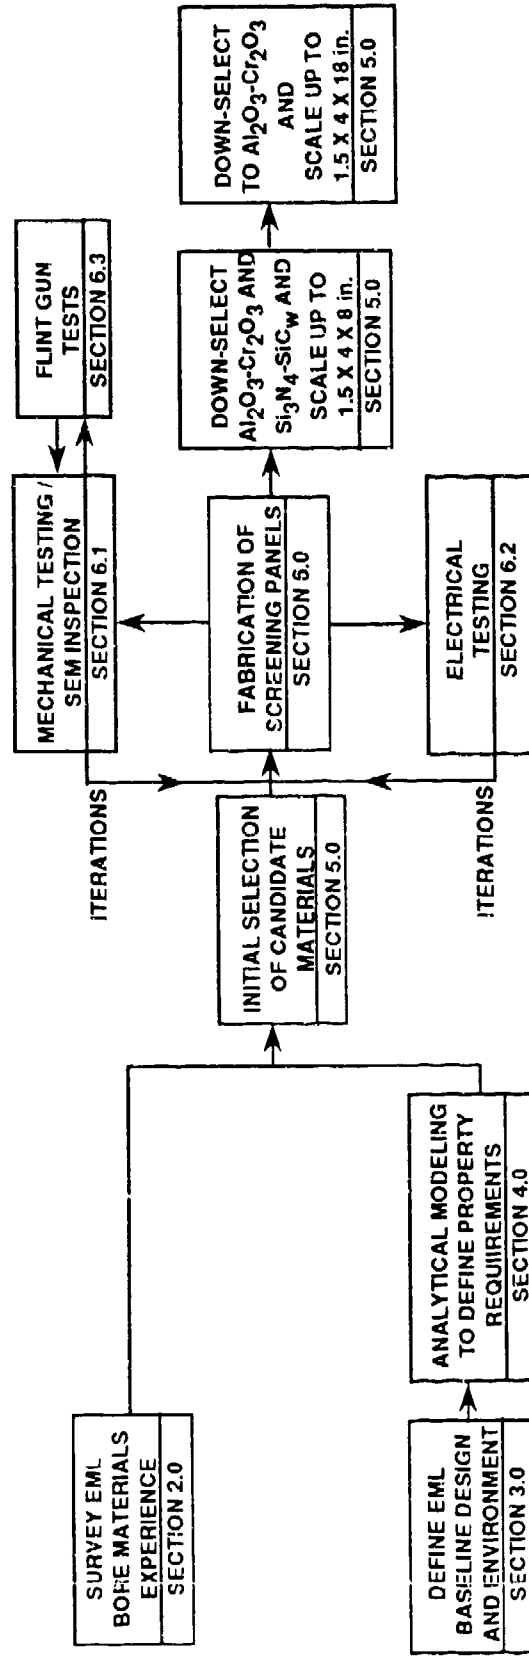 SURVEY EML
BORE MATERIALS
EXPERIENCE
SECTION 2.0
DEFINE EML
BASELINE DESIGN
AND ENVIRONMENT
SECTION 3.0
ANALYTICAL MODELING
TO DEFINE PROPERTY
REQUIREMENTS
SECTION 4.0
INITIAL SELECTION
OF CANDIDATE
MATERIALS
SECTION 5.0
ITERATIONS
ITERATIONS
MECHANICAL TESTING /
SEM INSPECTION
SECTION 6.1
FLINT GUN
TESTS
SECTION 6.3
FABRICATION OF
SCREENING PANELS
SECTION 5.0
ELECTRICAL
TESTING
SECTION 6.2
DOWN-SELECT
Al2O3-Cr2O3 AND
Si3N4-SiCw AND
SCALE UP TO
1.5 X 4 X 8 in.
SECTION 5.0
DOWN-SELECT
TO Al2O3-Cr2O3
AND
SCALE UP TO
1.5 X 4 X 18 in.
SECTION 5.0